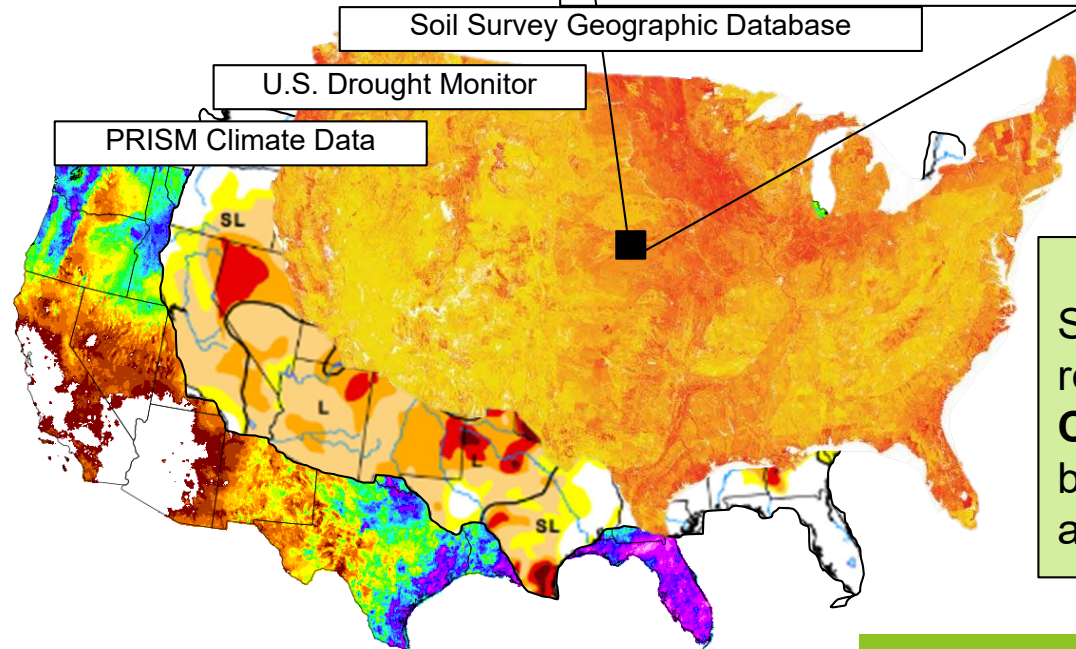 Soil Survey Geographic Database
U.S. Drought Monitor
PRISM Climate Data
SL
L
L
SL